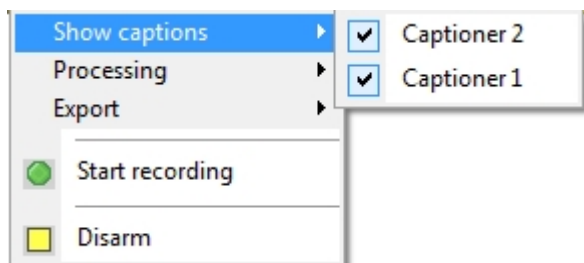 Show captions
Captioner 2
Captioner 1
Processing
Export
Start recording
Disarm